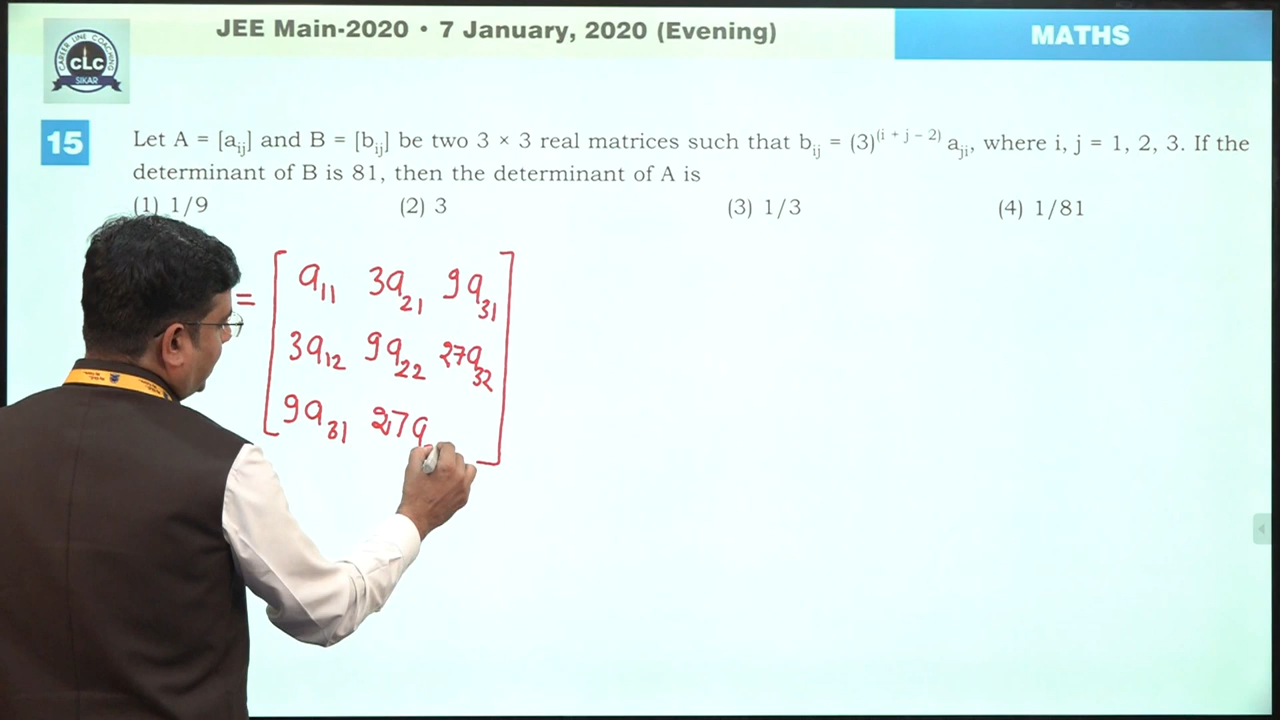 JEE Main-2020 • 7 January, 2020 (Evening)
MATHS
CAREER LINE COACHING
CLC
SIKAR
15
Let A = [aij] and B = [bij] be two 3 × 3 real matrices such that bij = (3)^(i + j – 2) aji, where i, j = 1, 2, 3. If the
determinant of B is 81, then the determinant of A is
(1) 1/9 (2) 3 (3) 1/3 (4) 1/81
= [ a11 3a21 9a31
3a12 9a22 27a32
9a31 27a ]